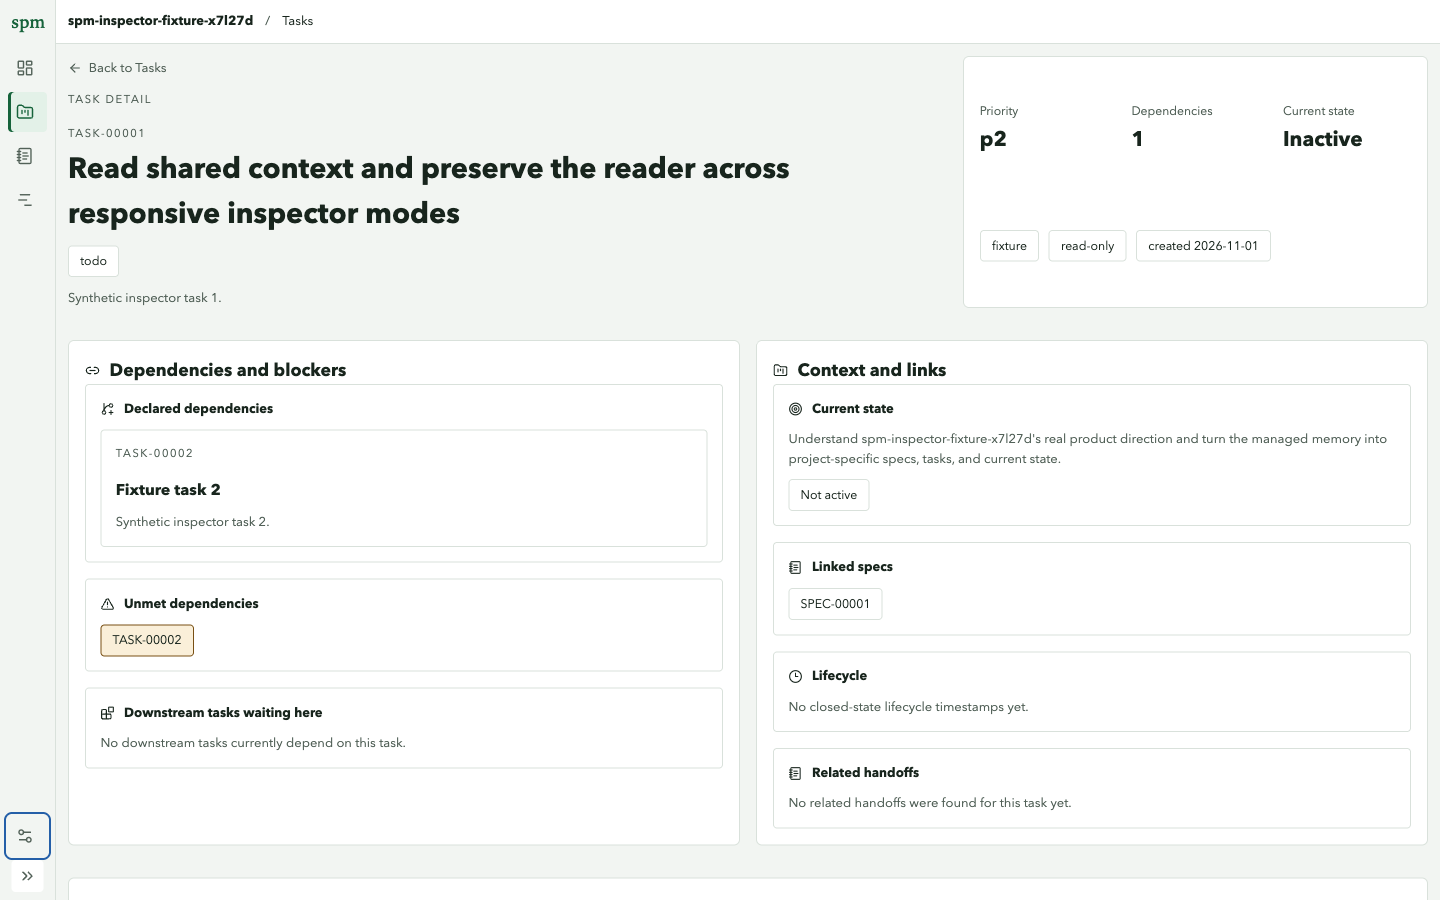 spm
spm-inspector-fixture-x7l27d / Tasks
Back to Tasks
TASK DETAIL
TASK-00001
Read shared context and preserve the reader across
responsive inspector modes
todo
Synthetic inspector task 1.
Priority
p2
Dependencies
1
Current state
Inactive
fixture
read-only
created 2026-11-01
Dependencies and blockers
Declared dependencies
TASK-00002
Fixture task 2
Synthetic inspector task 2.
Unmet dependencies
TASK-00002
Downstream tasks waiting here
No downstream tasks currently depend on this task.
Context and links
Current state
Understand spm-inspector-fixture-x7l27d's real product direction and turn the managed memory into
project-specific specs, tasks, and current state.
Not active
Linked specs
SPEC-00001
Lifecycle
No closed-state lifecycle timestamps yet.
Related handoffs
No related handoffs were found for this task yet.